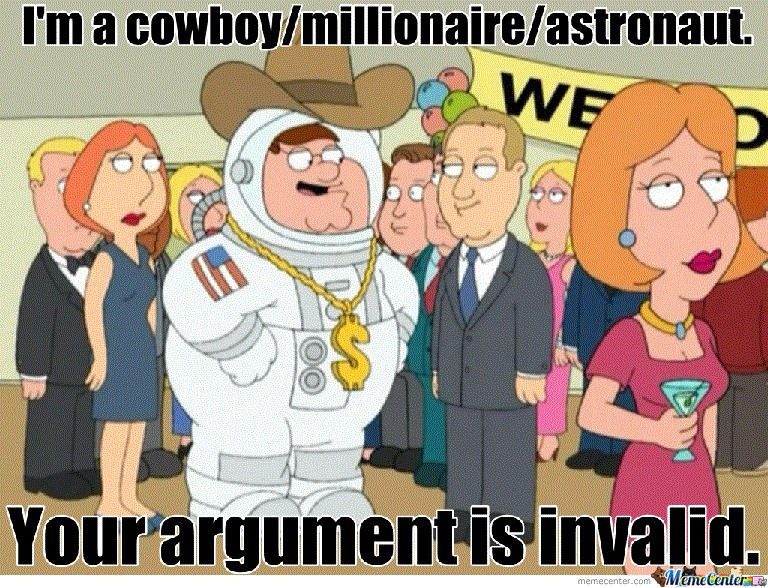 I'm a cowboy/millionaire/astronaut.
WE
O
$
Your argument is invalid.
memecenter.com
MemeCenter